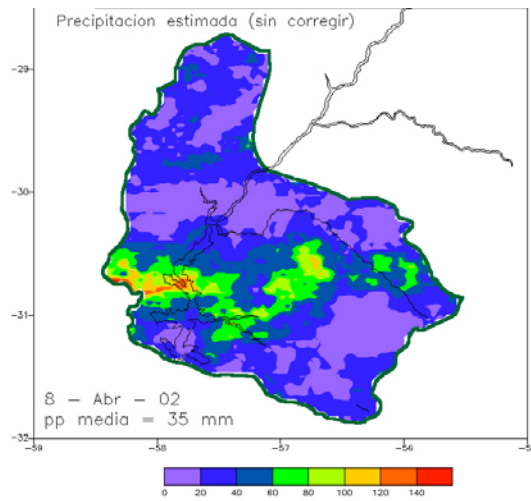 Precipitacion estimada (sin corregir)
-29
-30
-31
-32
8 - Abr - 02
pp media = 35 mm
-59 -58 -57 -56 -5
0 20 40 60 80 100 120 140